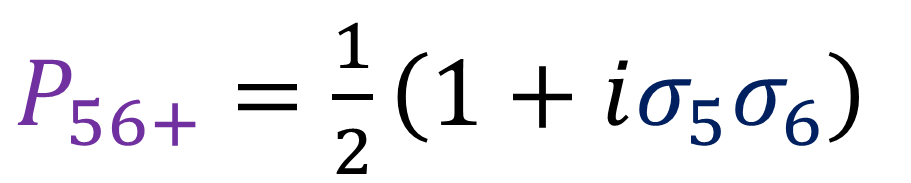 P₅₆₊ = ½(1 + iσ₅σ₆)